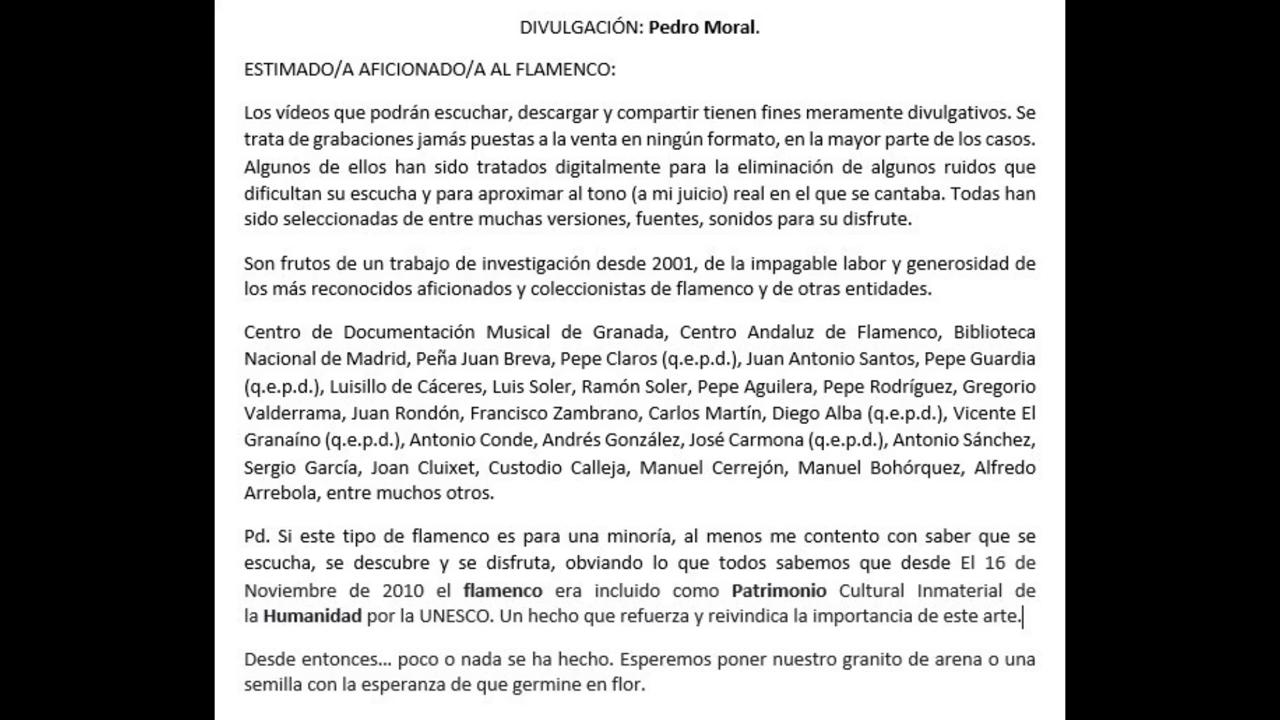 DIVULGACIÓN: Pedro Moral.
ESTIMADO/A AFICIONADO/A AL FLAMENCO:
Los vídeos que podrán escuchar, descargar y compartir tienen fines meramente divulgativos. Se
trata de grabaciones jamás puestas a la venta en ningún formato, en la mayor parte de los casos.
Algunos de ellos han sido tratados digitalmente para la eliminación de algunos ruidos que
dificultan su escucha y para aproximar al tono (a mi juicio) real en el que se cantaba. Todas han
sido seleccionadas de entre muchas versiones, fuentes, sonidos para su disfrute.
Son frutos de un trabajo de investigación desde 2001, de la impagable labor y generosidad de
los más reconocidos aficionados y coleccionistas de flamenco y de otras entidades.
Centro de Documentación Musical de Granada, Centro Andaluz de Flamenco, Biblioteca
Nacional de Madrid, Peña Juan Breva, Pepe Claros (q.e.p.d.), Juan Antonio Santos, Pepe Guardia
(q.e.p.d.), Luisillo de Cáceres, Luis Soler, Ramón Soler, Pepe Aguilera, Pepe Rodríguez, Gregorio
Valderrama, Juan Rondón, Francisco Zambrano, Carlos Martín, Diego Alba (q.e.p.d.), Vicente El
Granaíno (q.e.p.d.), Antonio Conde, Andrés González, José Carmona (q.e.p.d.), Antonio Sánchez,
Sergio García, Joan Cluixet, Custodio Calleja, Manuel Cerrejón, Manuel Bohórquez, Alfredo
Arrebola, entre muchos otros.
Pd. Si este tipo de flamenco es para una minoría, al menos me contento con saber que se
escucha, se descubre y se disfruta, obviando lo que todos sabemos que desde El 16 de
Noviembre de 2010 el flamenco era incluido como Patrimonio Cultural Inmaterial de
la Humanidad por la UNESCO. Un hecho que refuerza y reivindica la importancia de este arte.
Desde entonces... poco o nada se ha hecho. Esperemos poner nuestro granito de arena o una
semilla con la esperanza de que germine en flor.